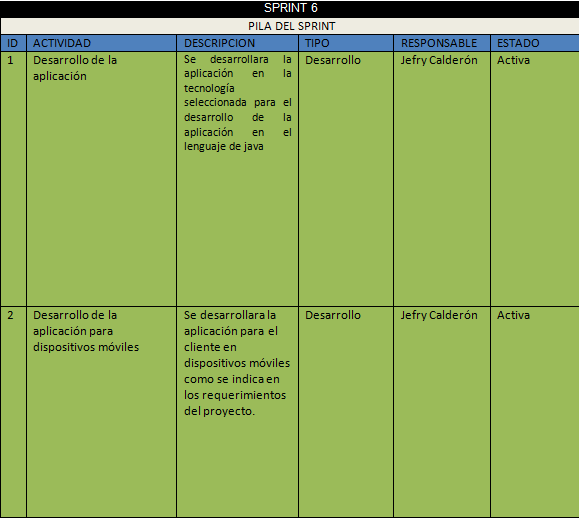 SPRINT 6
PILA DEL SPRINT
ID ACTIVIDAD DESCRIPCION TIPO RESPONSABLE ESTADO
1 Desarrollo de la Se desarrollara la Desarrollo Jefry Calderón Activa
aplicación aplicación en la
tecnología
seleccionada para el
desarrollo de la
aplicación en el
lenguaje de java
2 Desarrollo de la Se desarrollara la Desarrollo Jefry Calderón Activa
aplicación para aplicación para el
dispositivos móviles cliente en
dispositivos móviles
como se indica en
los requerimientos
del proyecto.